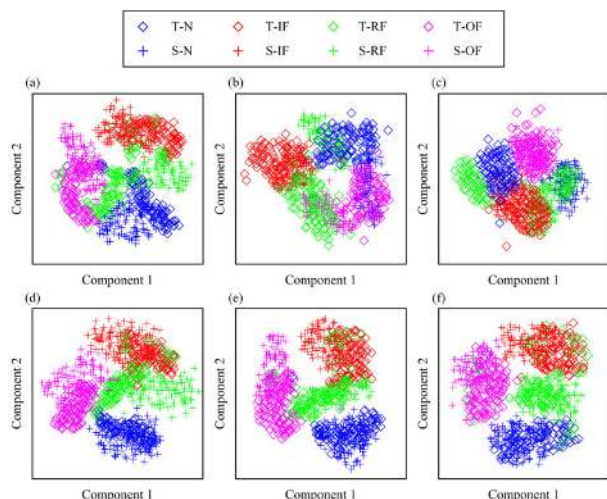 T-N T-IF T-RF T-OF
S-N S-IF S-RF S-OF
(a) (b) (c)
Component 2 Component 2 Component 2
Component 1 Component 1 Component 1
(d) (e) (f)
Component 2 Component 2 Component 2
Component 1 Component 1 Component 1